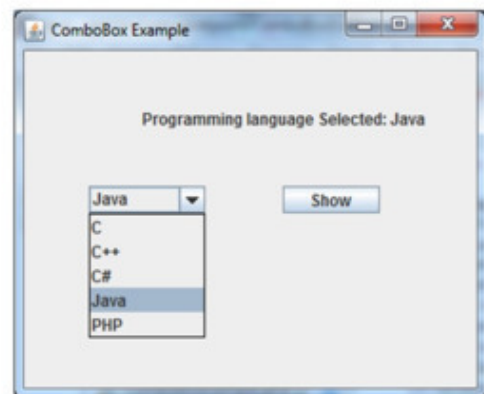 ComboBox Example
Programming language Selected: Java
Java
Show
C
C++
C#
Java
PHP